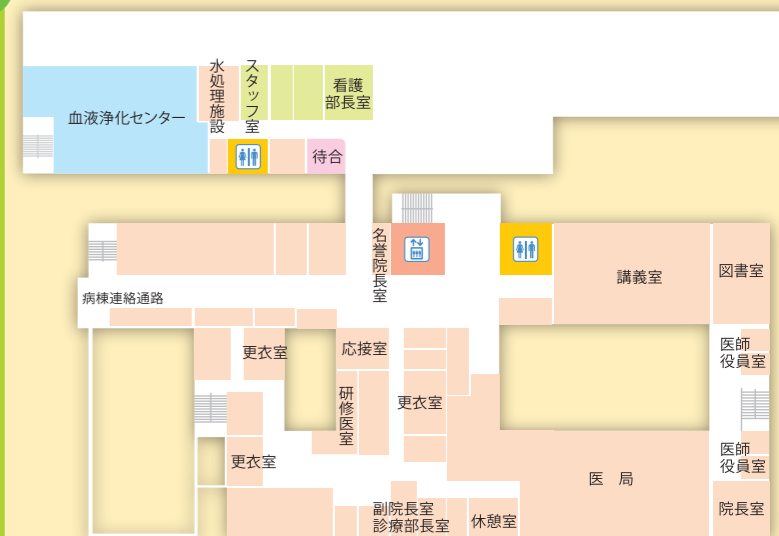 水処理施設
スタッフ室
看護
部長室
血液浄化センター
待合
名誉院長室
講義室
図書室
病棟連絡通路
更衣室
応接室
医師
役員室
研修医室
更衣室
更衣室
医師
役員室
医 局
副院長室
診療部長室
休憩室
院長室